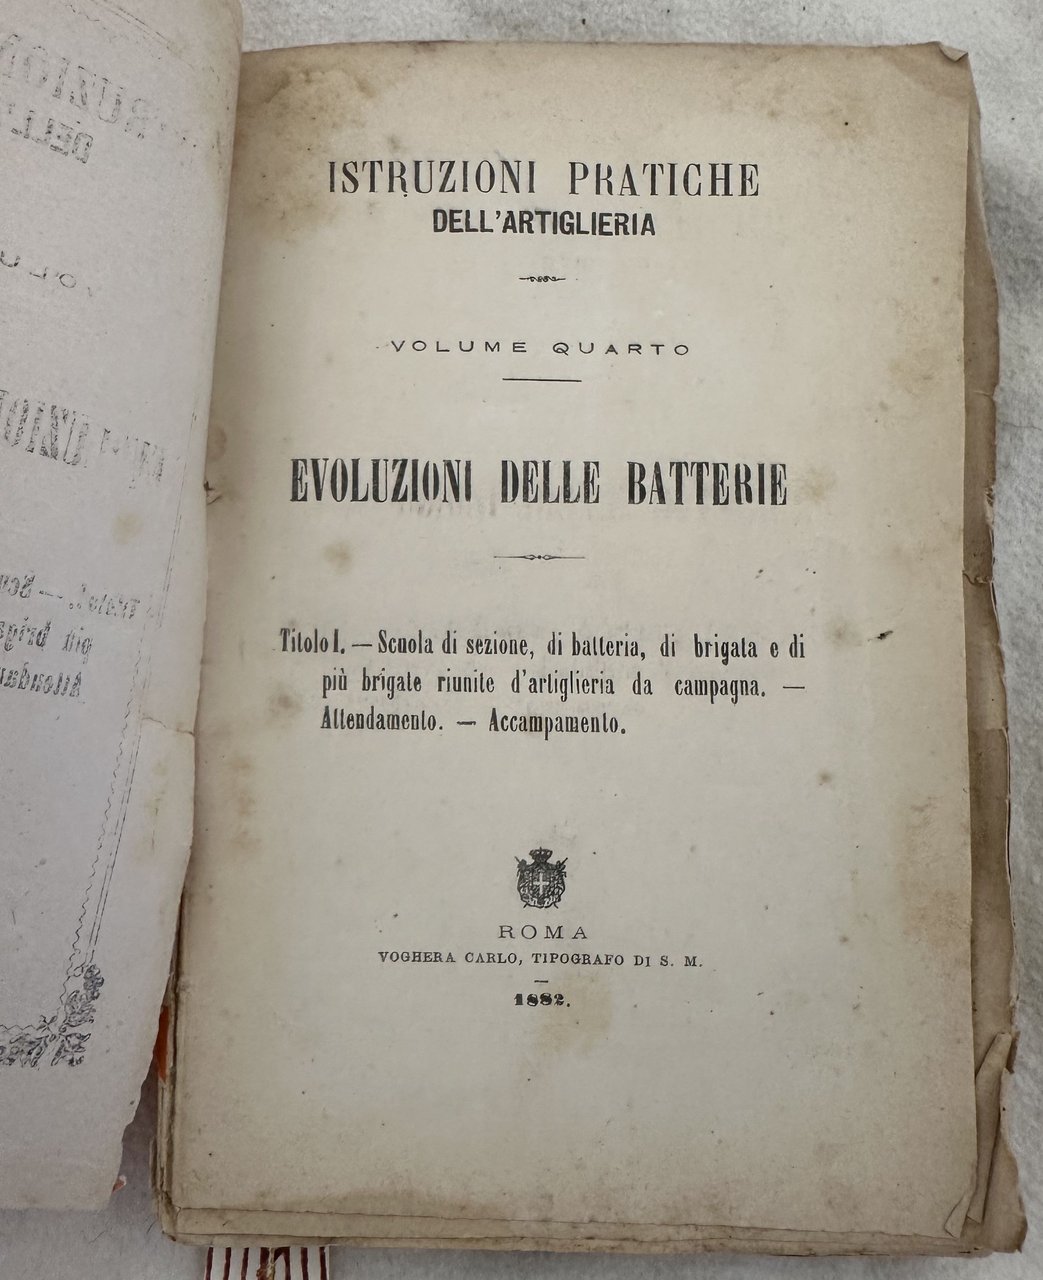 ISTRUZIONI PRATICHE
DELL'ARTIGLIERIA
VOLUME QUARTO
EVOLUZIONI DELLE BATTERIE
Titolo I. — Scuola di sezione, di batteria, di brigata e di
più brigate riunite d'artiglieria da campagna. —
Attendamento. — Accampamento.
ROMA
VOGHERA CARLO, TIPOGRAFO DI S. M.
1882.